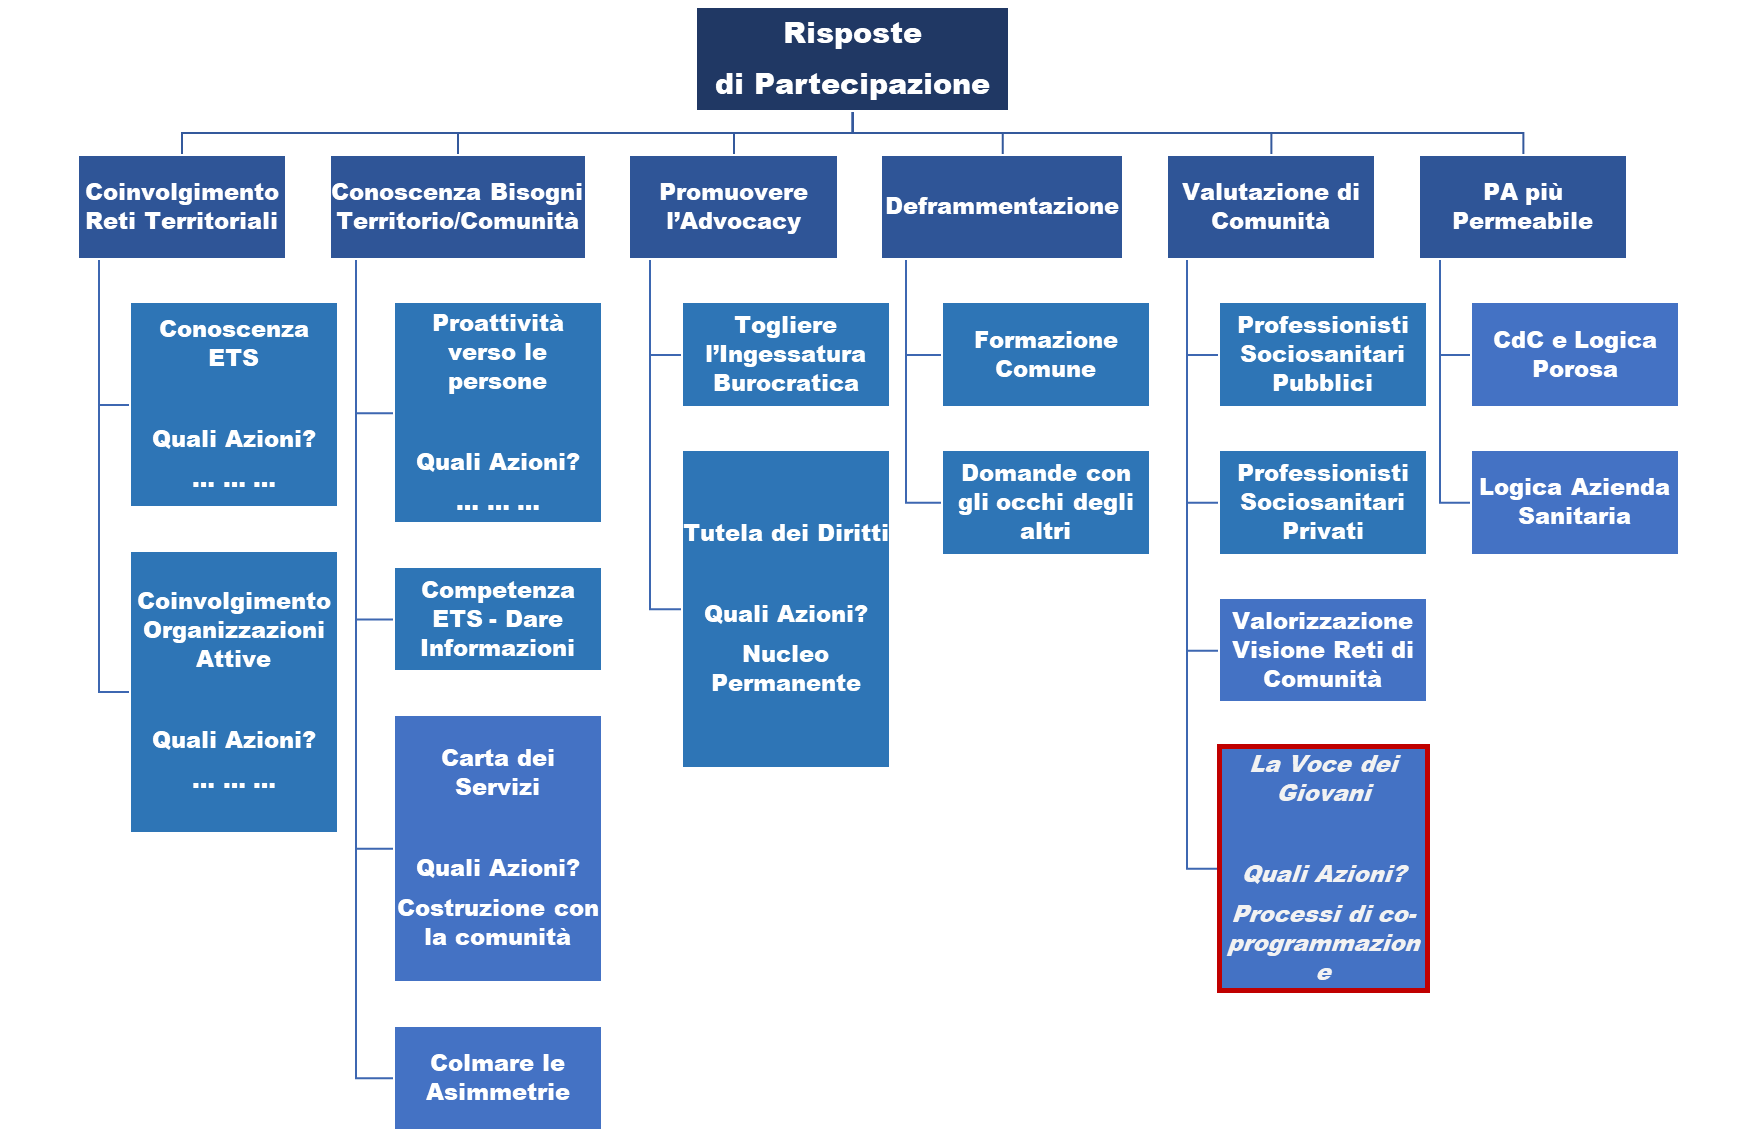 Risposte
di Partecipazione
Coinvolgimento
Reti Territoriali
Conoscenza ETS
Quali Azioni?
... ... ...
Coinvolgimento
Organizzazioni
Attive
Quali Azioni?
... ... ...
Conoscenza Bisogni
Territorio/Comunità
Proattività
verso le
persone
Quali Azioni?
... ... ...
Competenza
ETS - Dare
Informazioni
Carta dei
Servizi
Quali Azioni?
Costruzione con
la comunità
Colmare le
Asimmetrie
Promuovere
l’Advocacy
Togliere
l’Ingessatura
Burocratica
Tutela dei Diritti
Quali Azioni?
Nucleo
Permanente
Deframmentazione
Formazione
Comune
Domande con
gli occhi degli
altri
Valutazione di
Comunità
Professionisti
Sociosanitari
Pubblici
Professionisti
Sociosanitari
Privati
Valorizzazione
Visione Reti di
Comunità
La Voce dei
Giovani
Quali Azioni?
Processi di co-
programmazion
e
PA più
Permeabile
CdC e Logica
Porosa
Logica Azienda
Sanitaria